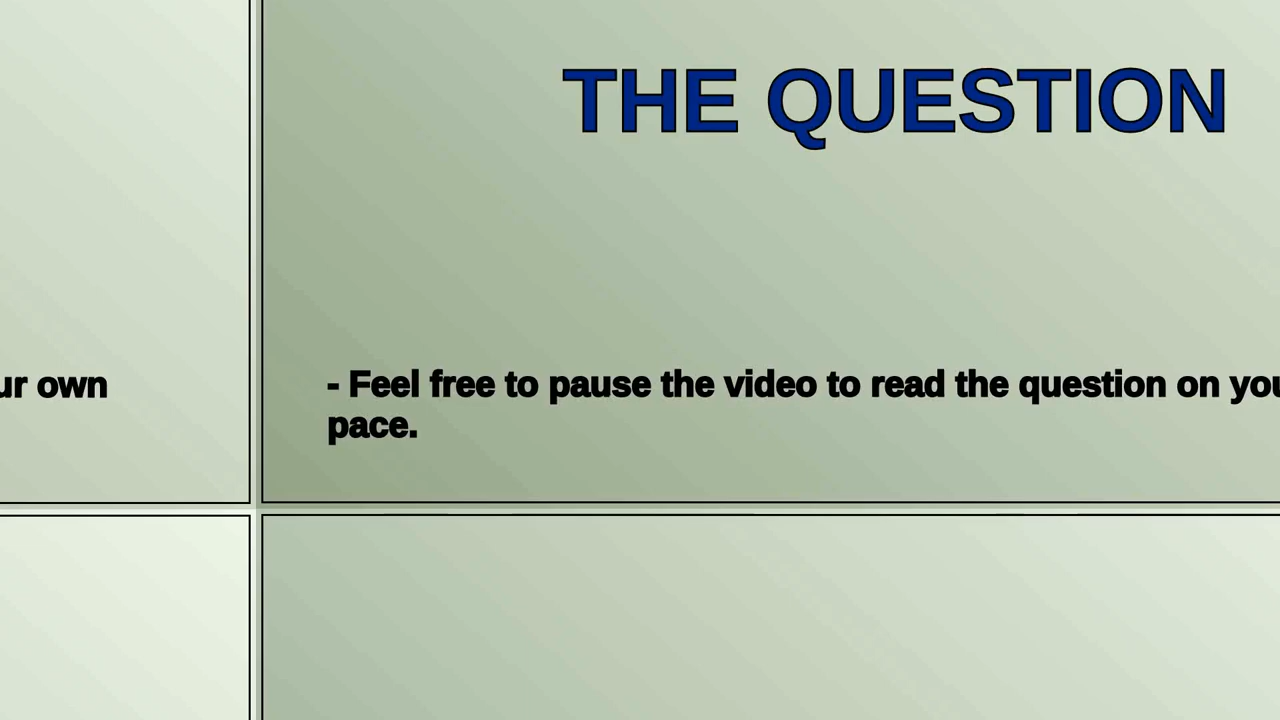 THE QUESTION
ur own
- Feel free to pause the video to read the question on you
pace.